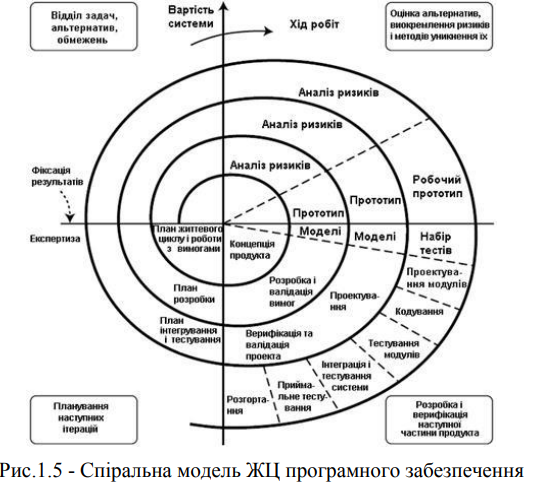 Відділ задач,
альтернатив,
обмежень
Вартість
системи
Хід робіт
Оцінка альтернатив,
виокремлення ризиків
і методів уникнення їх
Аналіз ризиків
Аналіз ризиків
Аналіз ризиків
Фіксація
результатів
Експертиза
Робочий
прототип
Прототип
Прототип
План життєвого
циклу і роботи
з вимогами
Концепція
продукта
Моделі
Моделі
Набір
тестів
План
розробки
Розробка і
валідація
вимог
Проектува-
ння
Проектува-
ння модулів
Кодування
План
інтегрування
і тестування
Верифікація та
валідація
проекта
Тестування
модулів
Інтеграція і
тестування
системи
Прийма-
льне тесту-
вання
Розгорта-
ння
Планування
наступних
ітерацій
Розробка і
верифікація
наступної
частини продукта
Рис.1.5 - Спіральна модель ЖЦ програмного забезпечення